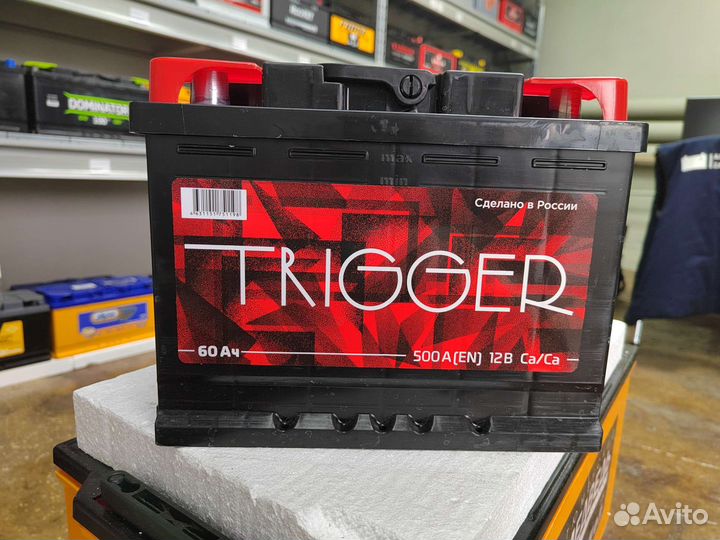 DOMINATOR
max
min
Сделано в России
TRIGGER
60 Ач
500A(EN) 12В Ca/Ca
Avito